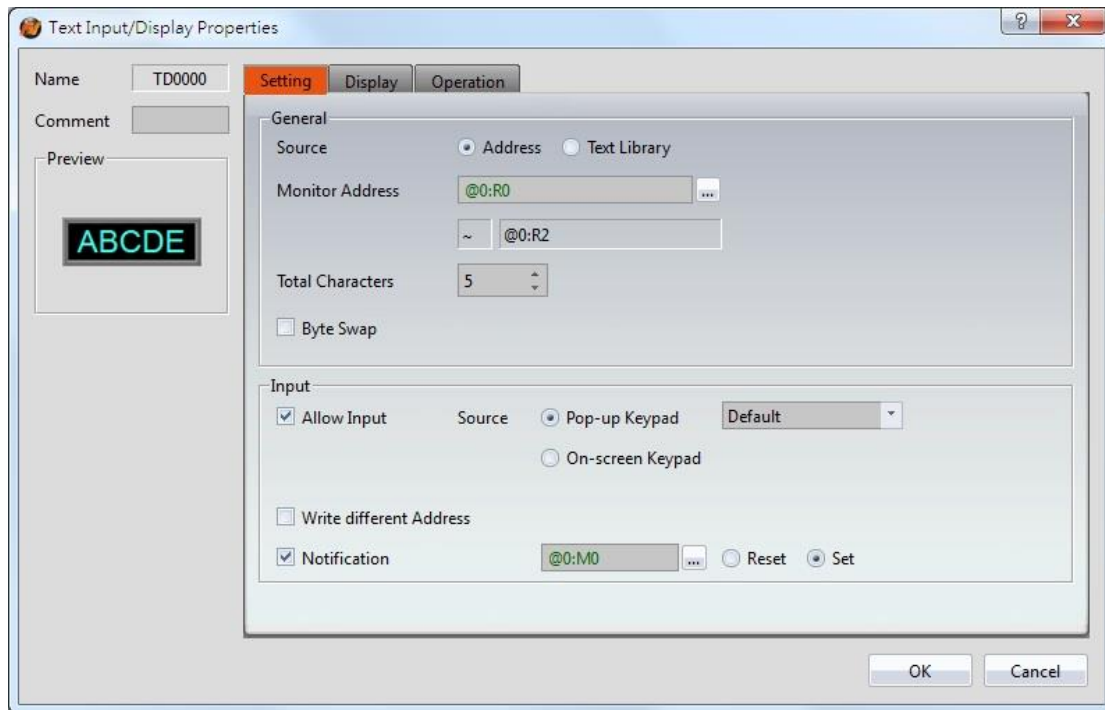 Text Input/Display Properties
Name TD0000
Comment
Preview
ABCDE
Setting Display Operation
General
Source Address Text Library
Monitor Address @0:R0 ...
~ @0:R2
Total Characters 5
Byte Swap
Input
Allow Input Source Pop-up Keypad Default
On-screen Keypad
Write different Address
Notification @0:M0 ... Reset Set
OK Cancel